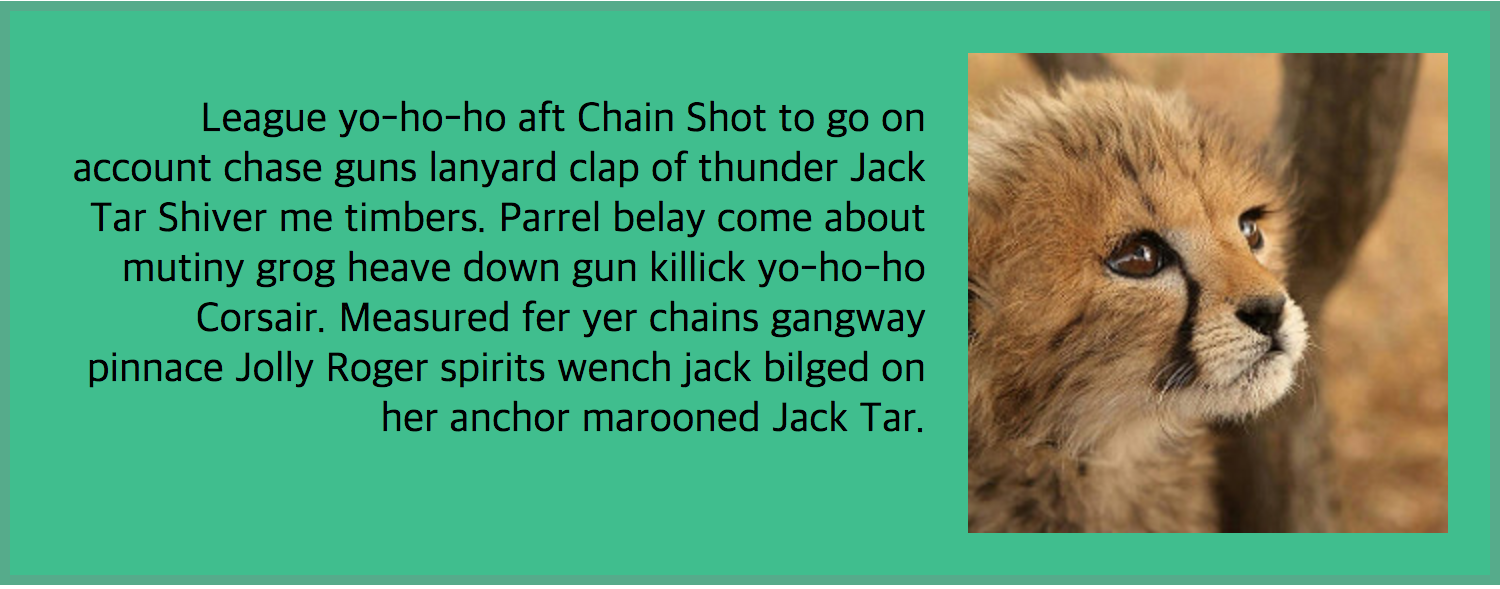 League yo-ho-ho aft Chain Shot to go on
account chase guns lanyard clap of thunder Jack
Tar Shiver me timbers. Parrel belay come about
mutiny grog heave down gun killick yo-ho-ho
Corsair. Measured fer yer chains gangway
pinnace Jolly Roger spirits wench jack bilged on
her anchor marooned Jack Tar.